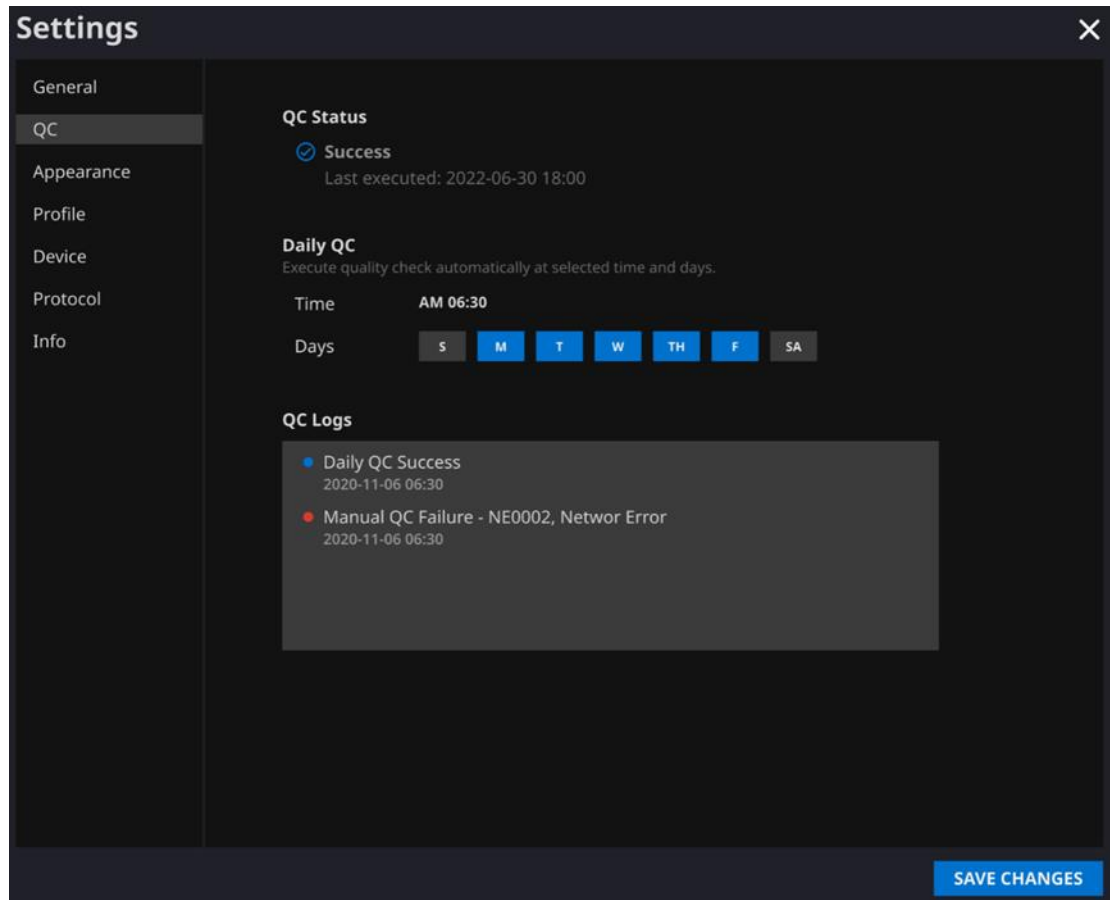 Settings
General
QC
Appearance
Profile
Device
Protocol
Info
QC Status
Success
Last executed: 2022-06-30 18:00
Daily QC
Execute quality check automatically at selected time and days.
Time AM 06:30
Days S M T W TH F SA
QC Logs
Daily QC Success
2020-11-06 06:30
Manual QC Failure - NE0002, Networ Error
2020-11-06 06:30
SAVE CHANGES